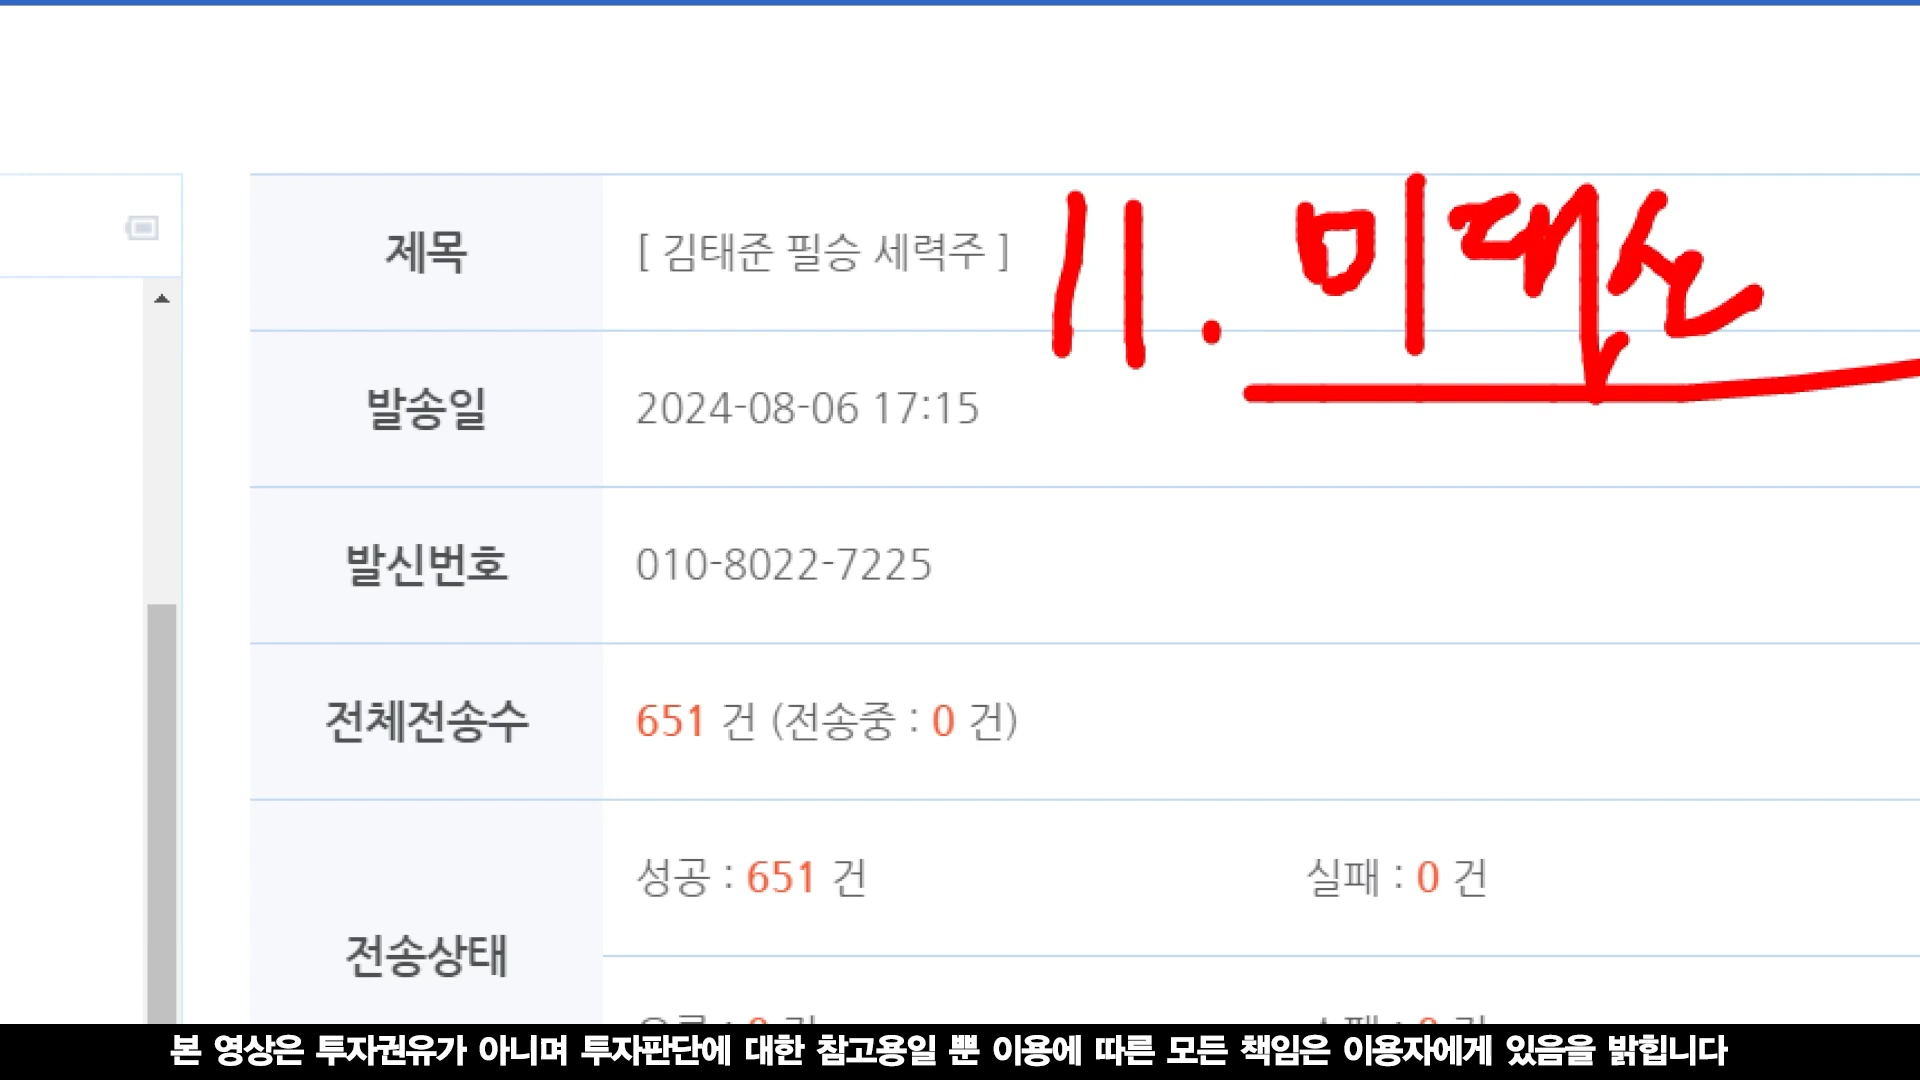 제목 [ 김태준 필승 세력주 ] 11. 미대선
발송일 2024-08-06 17:15
발신번호 010-8022-7225
전체전송수 651 건 (전송중 : 0 건)
성공 : 651 건 실패 : 0 건
전송상태
본 영상은 투자권유가 아니며 투자판단에 대한 참고용일 뿐 이용에 따른 모든 책임은 이용자에게 있음을 밝힙니다